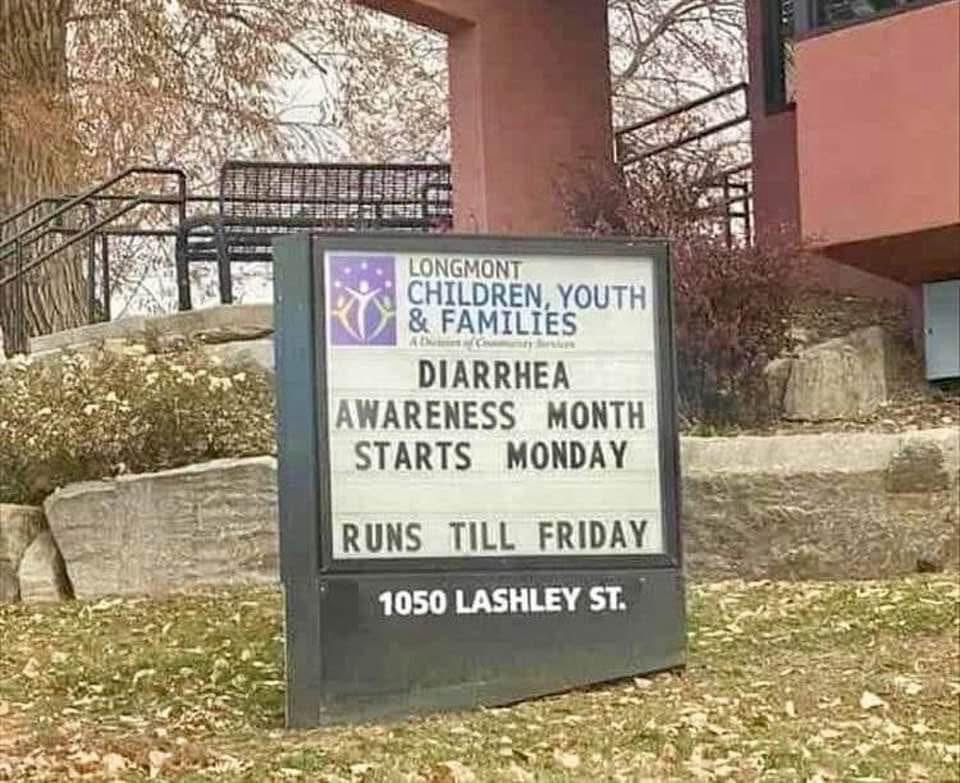 LONGMONT
CHILDREN, YOUTH
& FAMILIES
A Division of Community Services
DIARRHEA
AWARENESS MONTH
STARTS MONDAY
RUNS TILL FRIDAY
1050 LASHLEY ST.